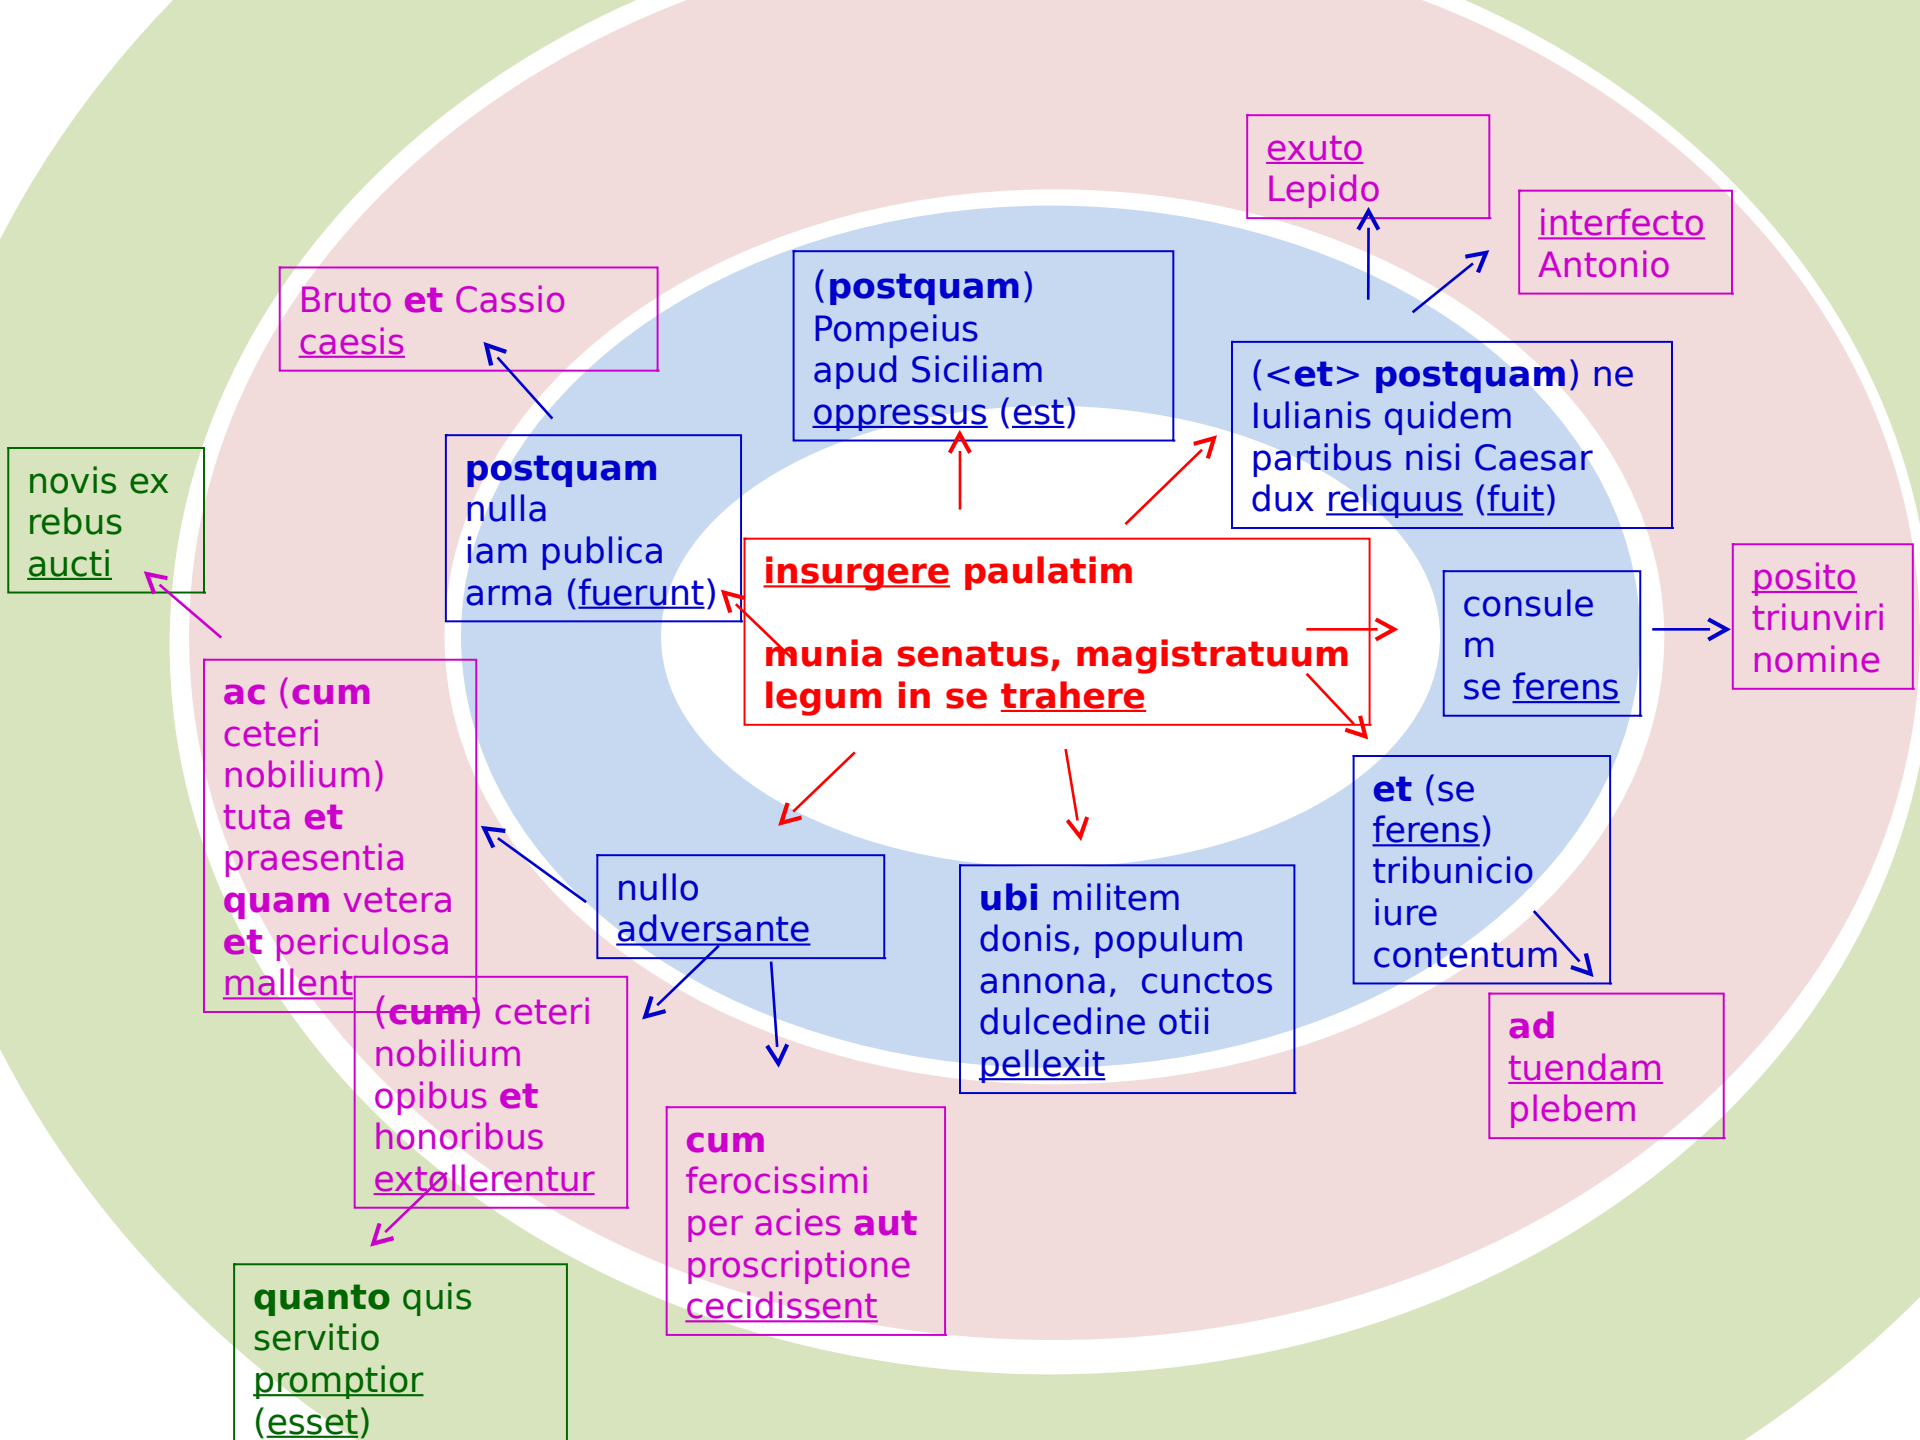 exuto
Lepido
interfecto
Antonio
Bruto et Cassio
caesis
(postquam)
Pompeius
apud Siciliam
oppressus (est)
(<et> postquam) ne
Iulianis quidem
partibus nisi Caesar
dux reliquus (fuit)
novis ex
rebus
aucti
postquam
nulla
iam publica
arma (fuerunt)
insurgere paulatim
munia senatus, magistratuum
legum in se trahere
consule
m
se ferens
posito
triunviri
nomine
ac (cum
ceteri
nobilium)
tuta et
praesentia
quam vetera
et periculosa
mallent
nullo
adversante
ubi militem
donis, populum
annona,  cunctos
dulcedine otii
pellexit
et (se
ferens)
tribunicio
iure
contentum
(cum) ceteri
nobilium
opibus et
honoribus
extollerentur
ad
tuendam
plebem
cum
ferocissimi
per acies aut
proscriptione
cecidissent
quanto quis
servitio
promptior
(esset)